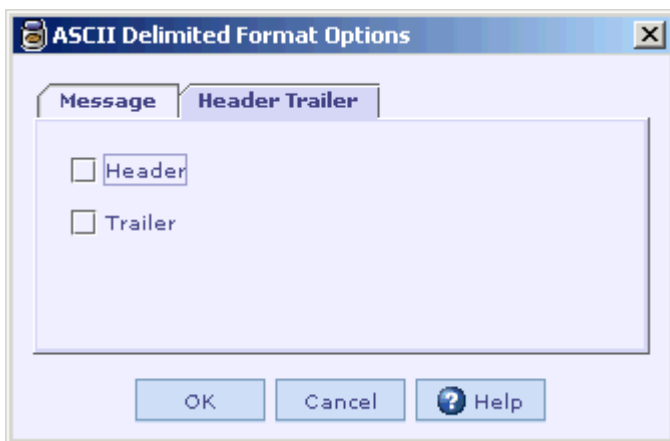 ASCII Delimited Format Options
Message Header Trailer
Header
Trailer
OK Cancel Help